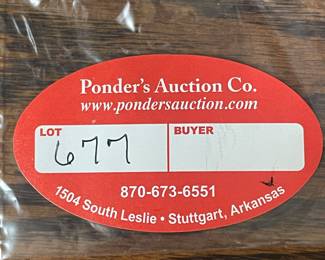 Ponder's Auction Co.
www.pondersauction.com
LOT BUYER
677
870-673-6551
1504 South Leslie • Stuttgart, Arkansas